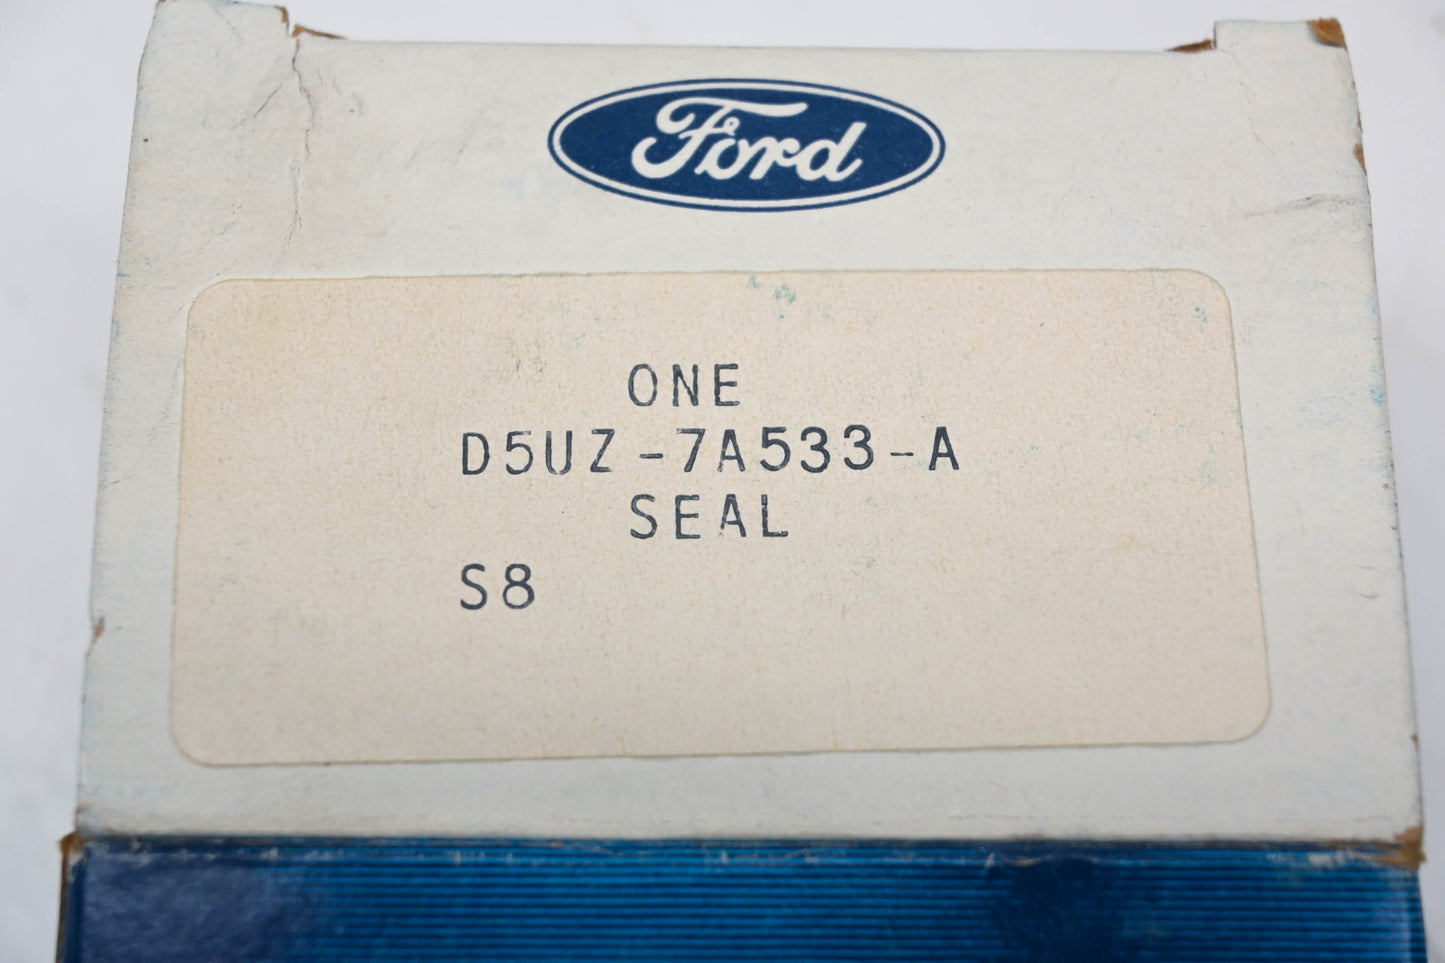 Ford
ONE
D5UZ-7A533-A
SEAL
S8